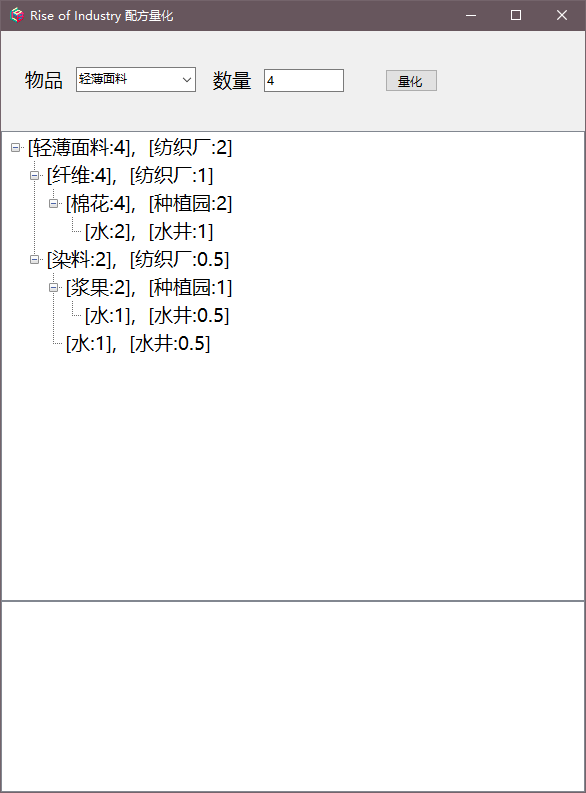 Rise of Industry 配方量化
物品 轻薄面料 数量 4 量化
[轻薄面料:4]，[纺织厂:2]
[纤维:4]，[纺织厂:1]
[棉花:4]，[种植园:2]
[水:2]，[水井:1]
[染料:2]，[纺织厂:0.5]
[浆果:2]，[种植园:1]
[水:1]，[水井:0.5]
[水:1]，[水井:0.5]